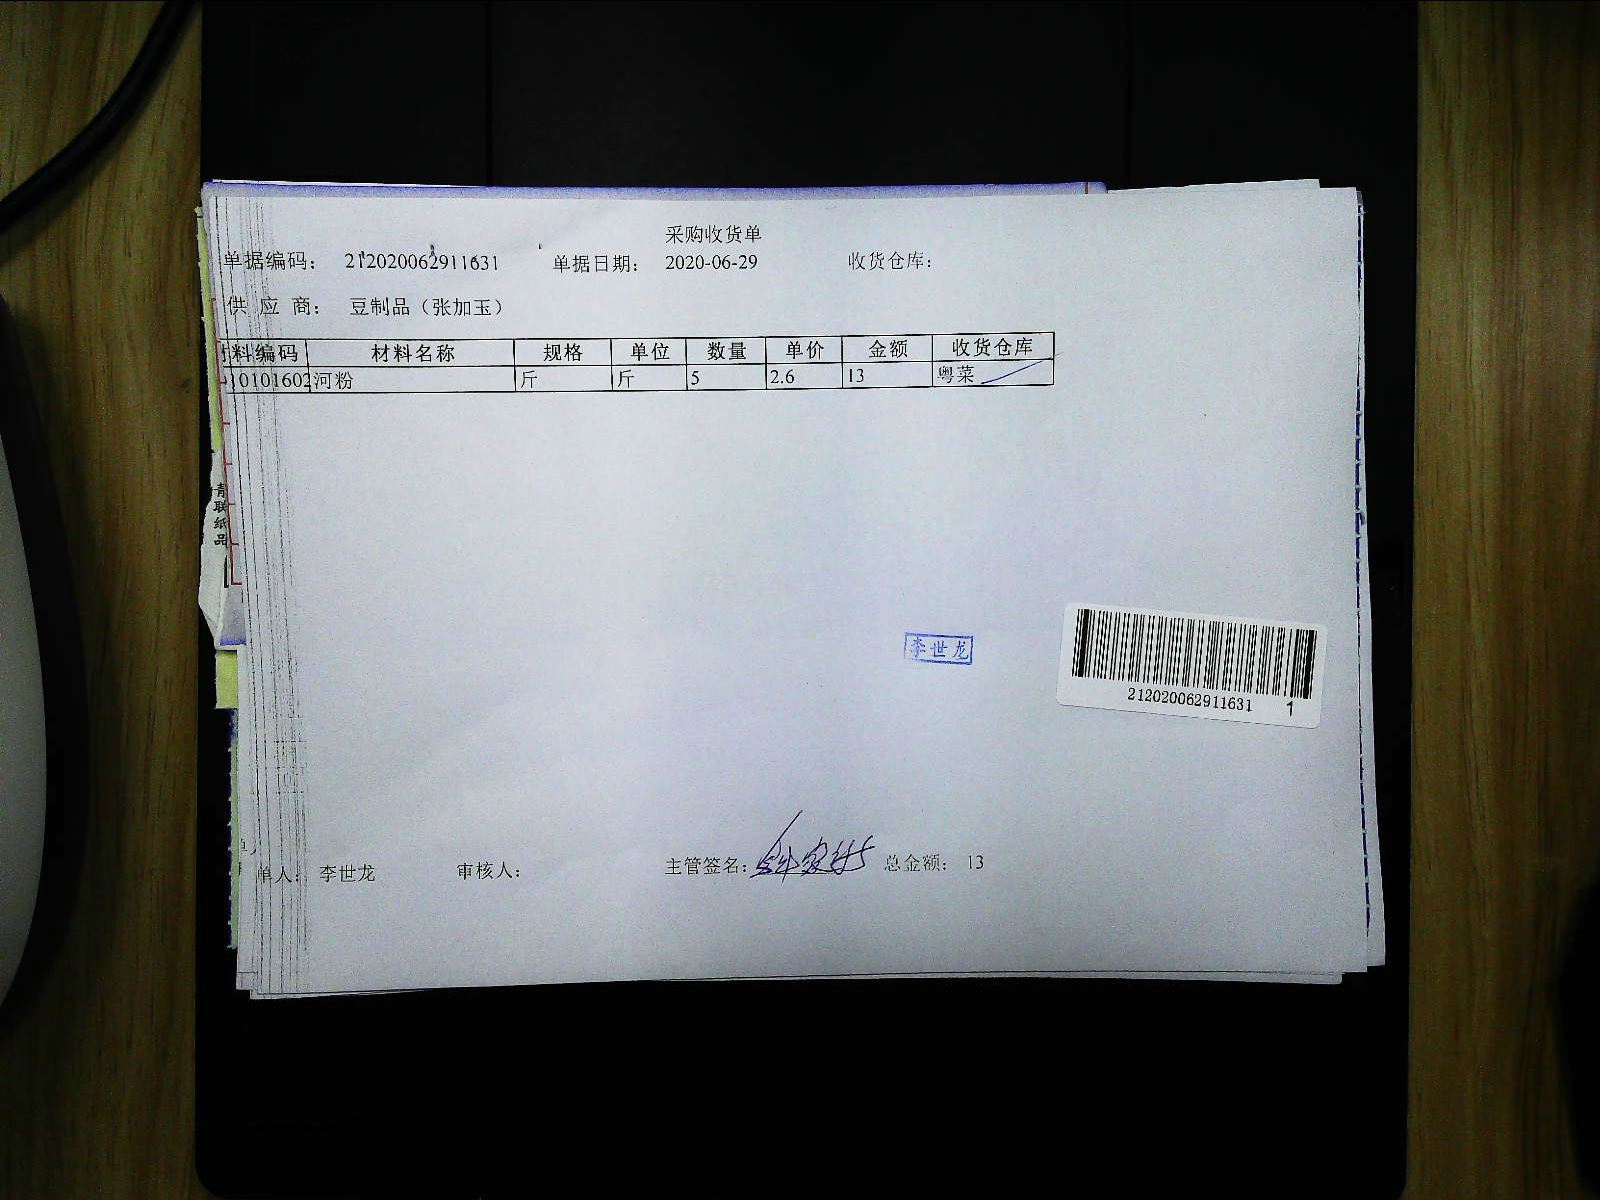 采购收货单
单据编码： 212020062911631 单据日期： 2020-06-29 收货仓库：
供 应 商： 豆制品（张加玉）
料编码 材料名称 规格 单位 数量 单价 金额 收货仓库
10101602 河粉 斤 斤 5 2.6 13 粤菜
青联纸品
李世龙
212020062911631 1
单人： 李世龙 审核人： 主管签名： 总金额： 13